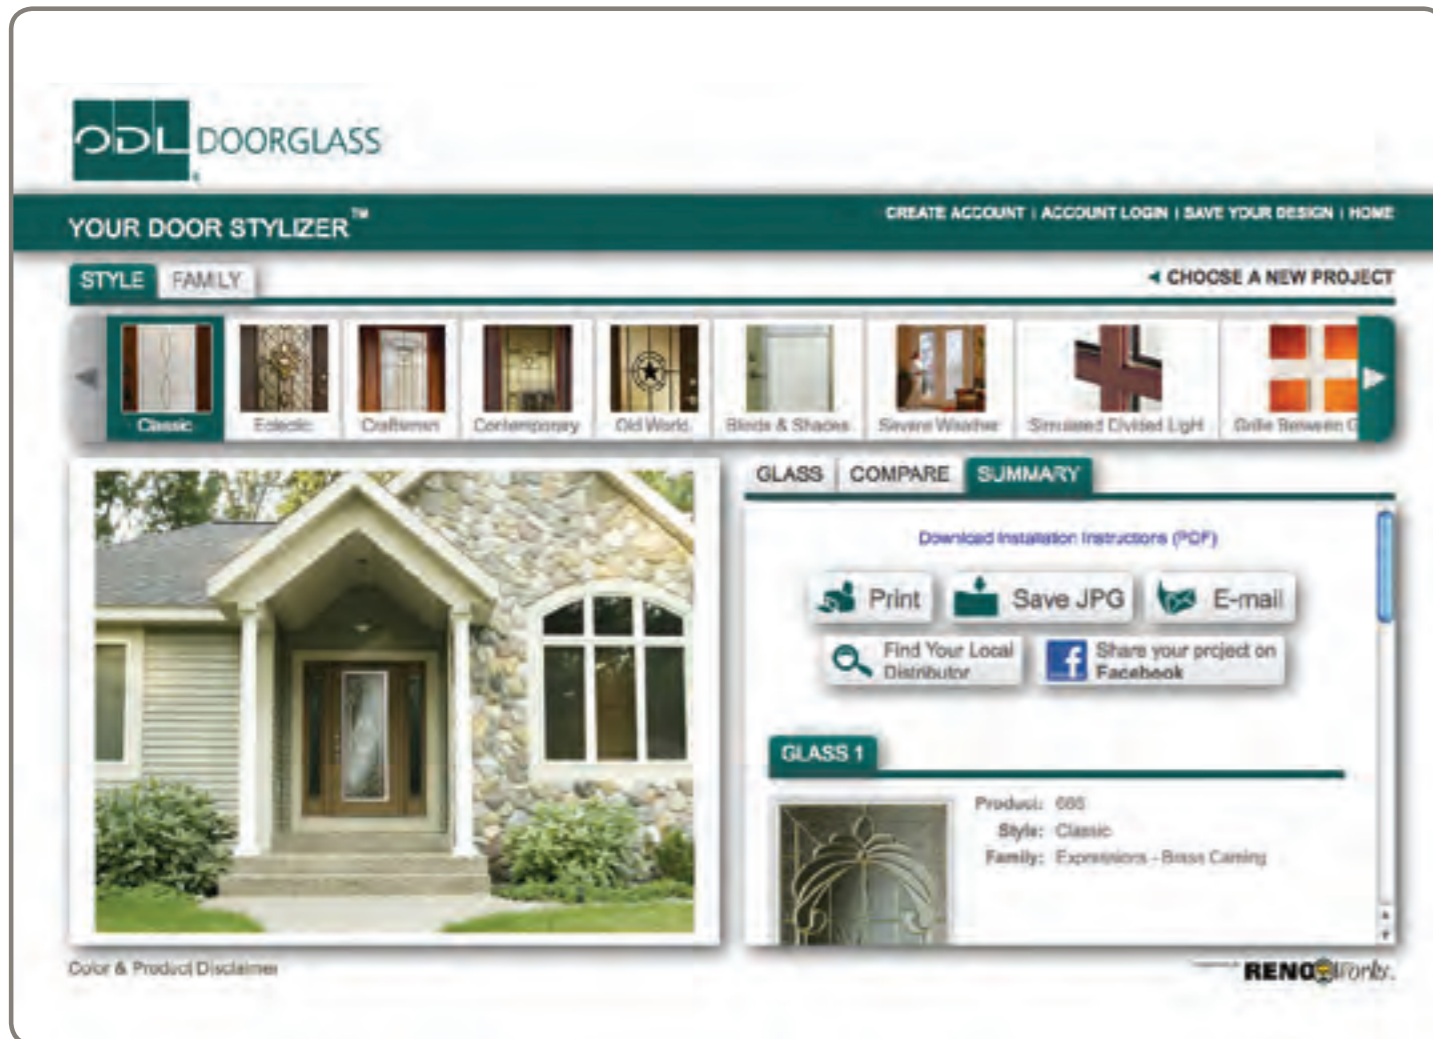 ODL DOORGLASS
YOUR DOOR STYLIZER™
CREATE ACCOUNT | ACCOUNT LOGIN | SAVE YOUR DESIGN | HOME
STYLE FAMILY
◄ CHOOSE A NEW PROJECT
Classic Eclectic Craftsman Contemporary Old World Blinds & Shades Severe Weather Simulated Divided Light Grille Between G
GLASS COMPARE SUMMARY
Download Installation Instructions (PDF)
Print Save JPG E-mail
Find Your Local
Distributor
Share your project on
Facebook
GLASS 1
Product:
Style: Classic
Family: Expressions - Brass Caming
Color & Product Disclaimer
RENOWorks.